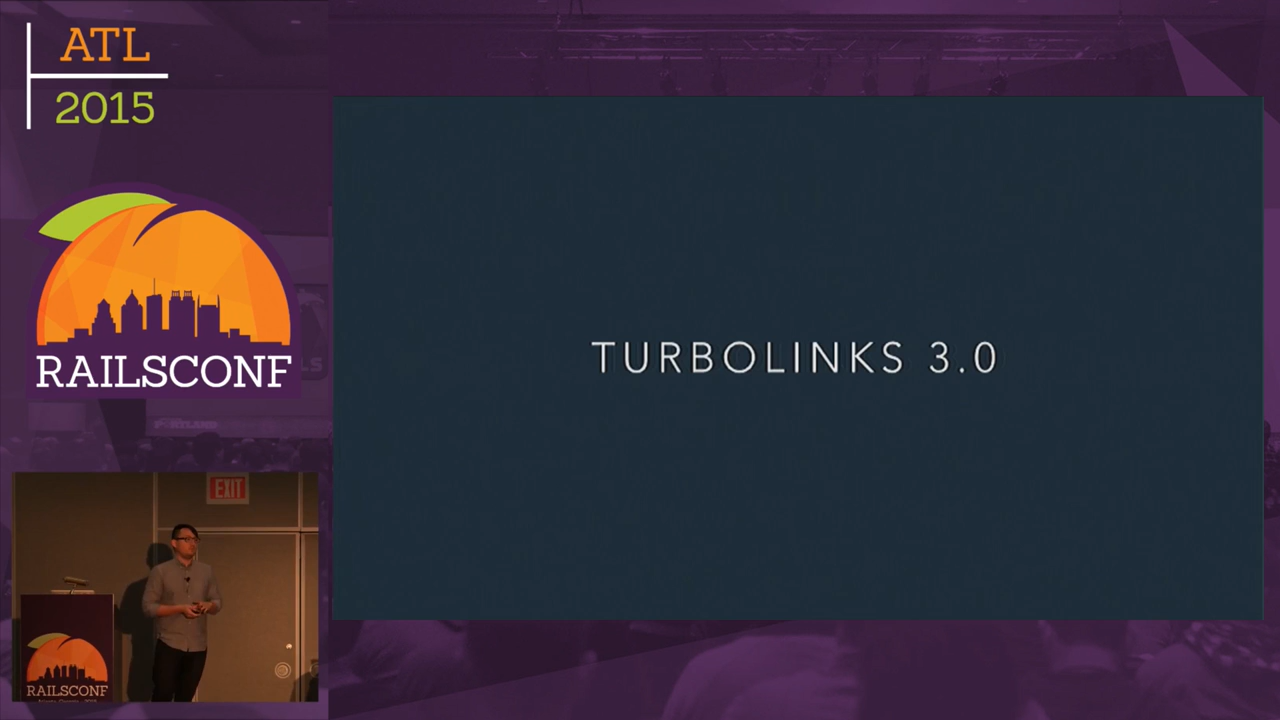 ATL
2015
RAILSCONF
TURBOLINKS 3.0
EXIT
RAILSCONF